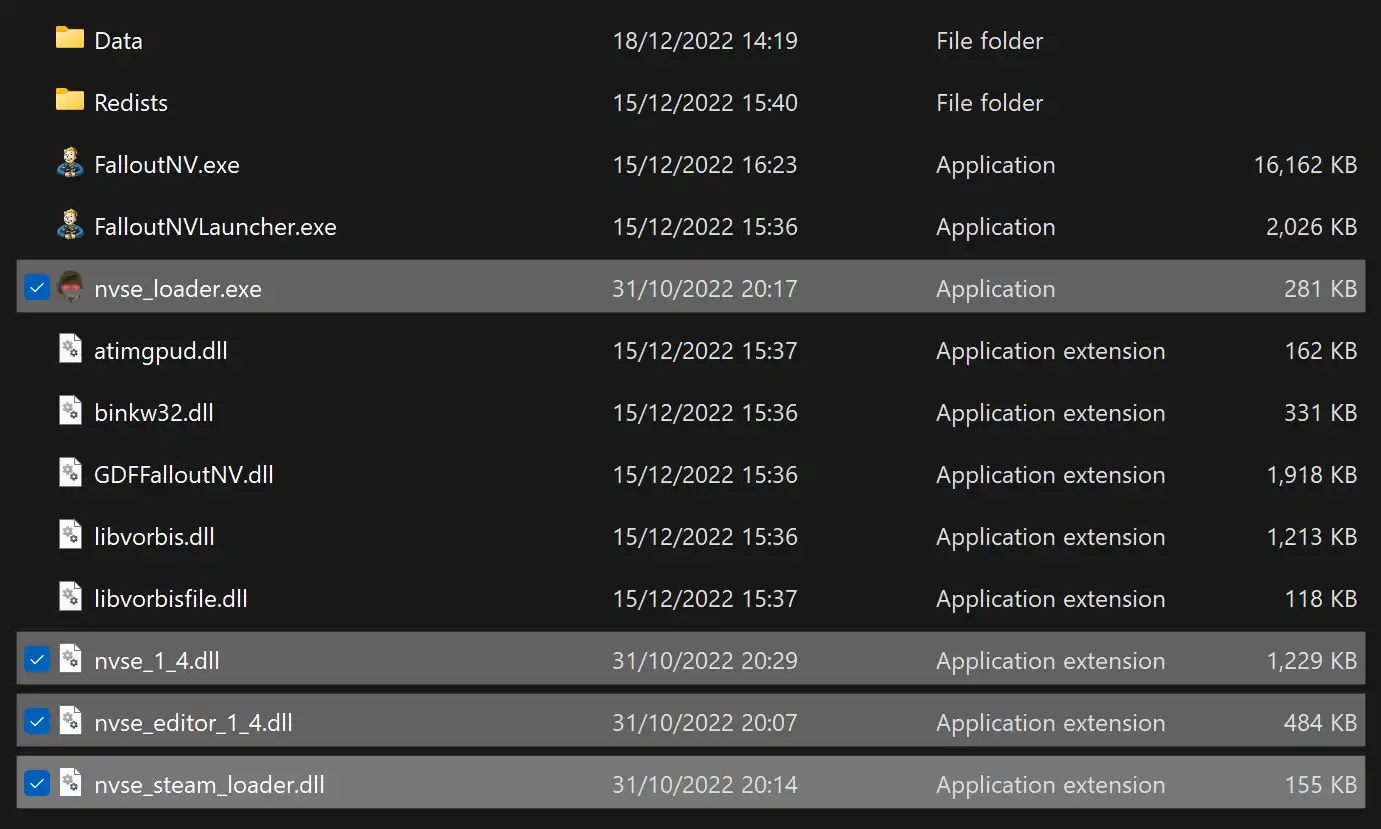 Data 18/12/2022 14:19 File folder
Redists 15/12/2022 15:40 File folder
FalloutNV.exe 15/12/2022 16:23 Application 16,162 KB
FalloutNVLauncher.exe 15/12/2022 15:36 Application 2,026 KB
nvse_loader.exe 31/10/2022 20:17 Application 281 KB
atimgpud.dll 15/12/2022 15:37 Application extension 162 KB
binkw32.dll 15/12/2022 15:36 Application extension 331 KB
GDFFalloutNV.dll 15/12/2022 15:36 Application extension 1,918 KB
libvorbis.dll 15/12/2022 15:36 Application extension 1,213 KB
libvorbisfile.dll 15/12/2022 15:37 Application extension 118 KB
nvse_1_4.dll 31/10/2022 20:29 Application extension 1,229 KB
nvse_editor_1_4.dll 31/10/2022 20:07 Application extension 484 KB
nvse_steam_loader.dll 31/10/2022 20:14 Application extension 155 KB